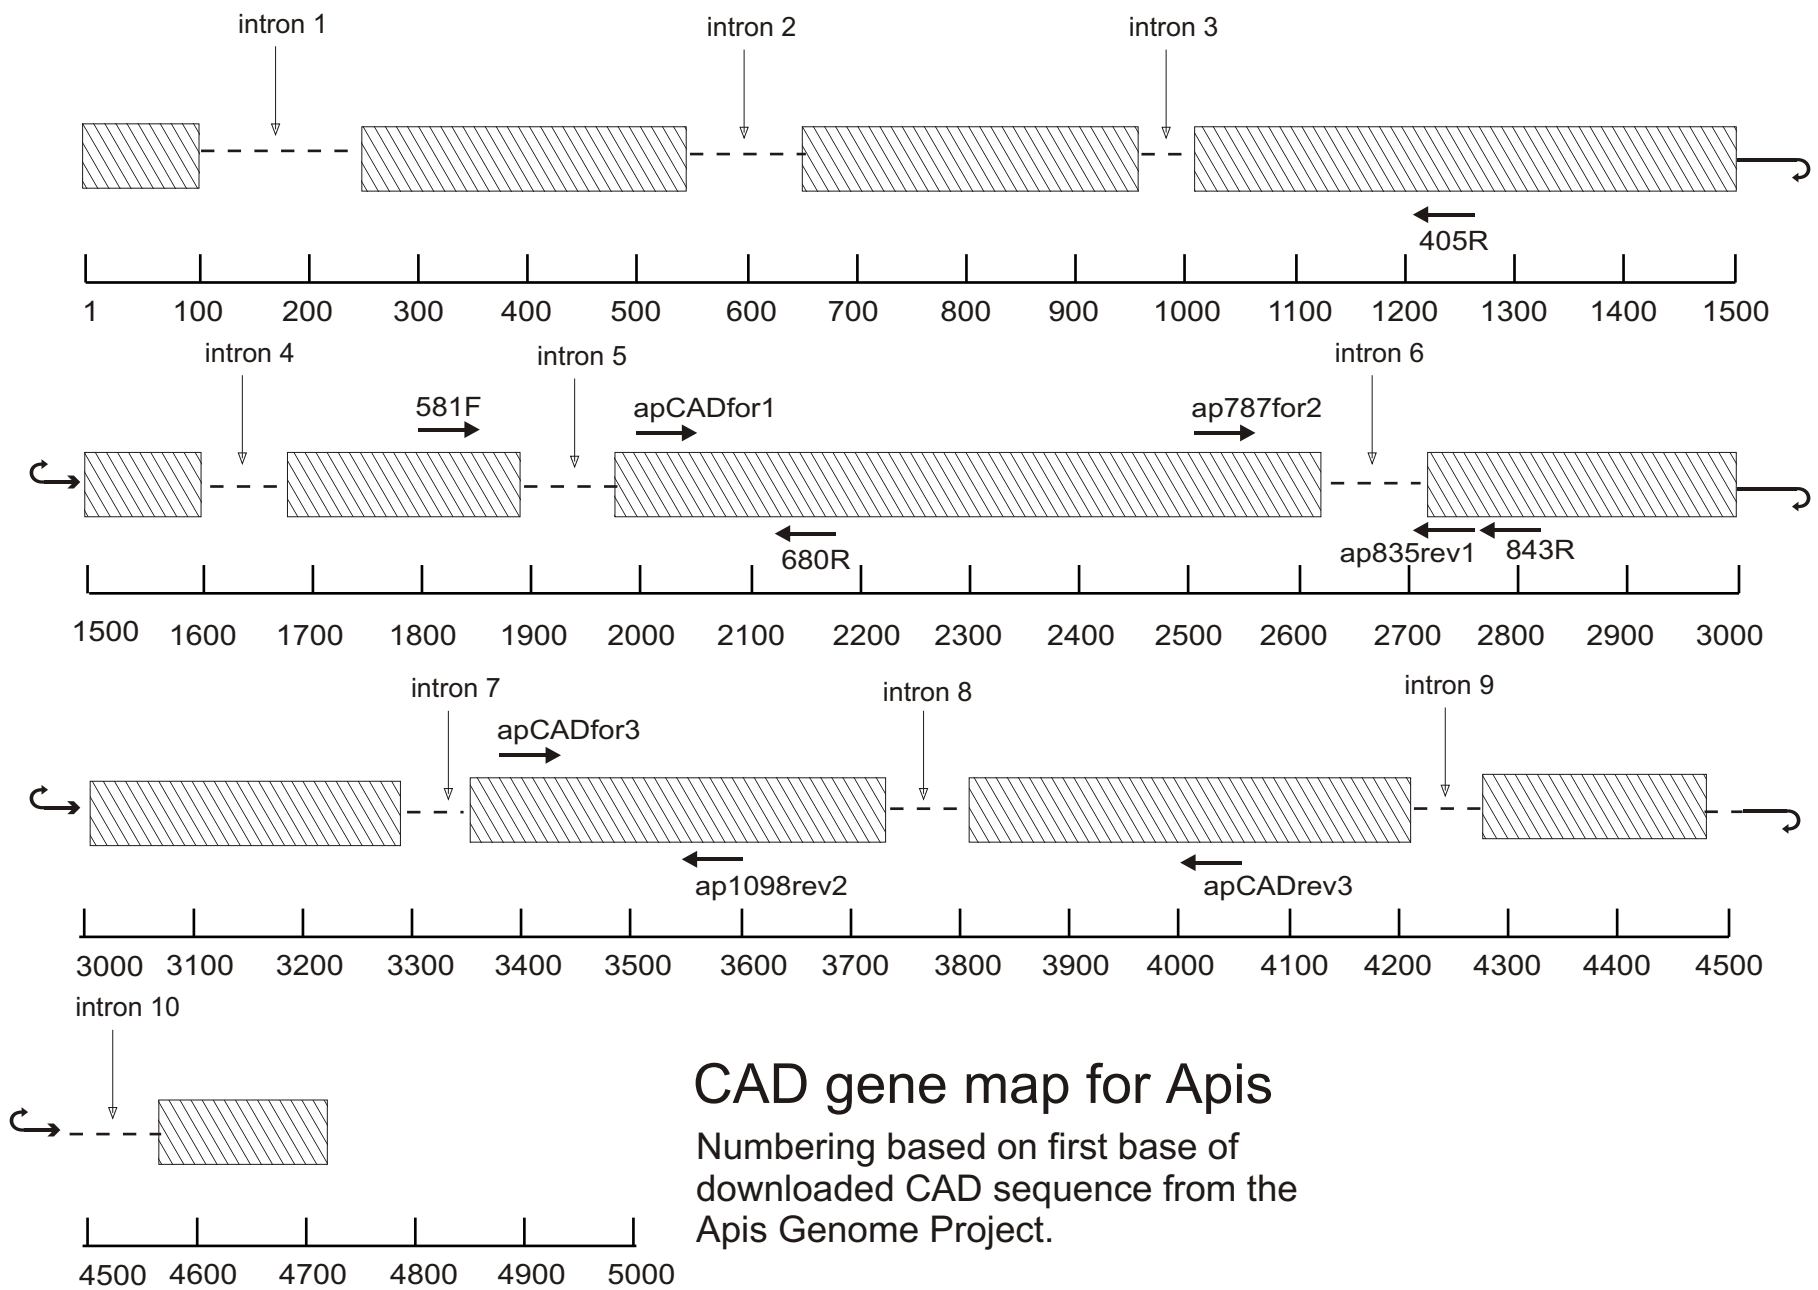 intron 1 intron 2 intron 3
405R
1 100 200 300 400 500 600 700 800 900 1000 1100 1200 1300 1400 1500
intron 4 intron 5 intron 6
581F apCADfor1 ap787for2
680R ap835rev1 843R
1500 1600 1700 1800 1900 2000 2100 2200 2300 2400 2500 2600 2700 2800 2900 3000
intron 7 intron 8 intron 9
apCADfor3
ap1098rev2 apCADrev3
3000 3100 3200 3300 3400 3500 3600 3700 3800 3900 4000 4100 4200 4300 4400 4500
intron 10
CAD gene map for Apis
Numbering based on first base of
downloaded CAD sequence from the
Apis Genome Project.
4500 4600 4700 4800 4900 5000